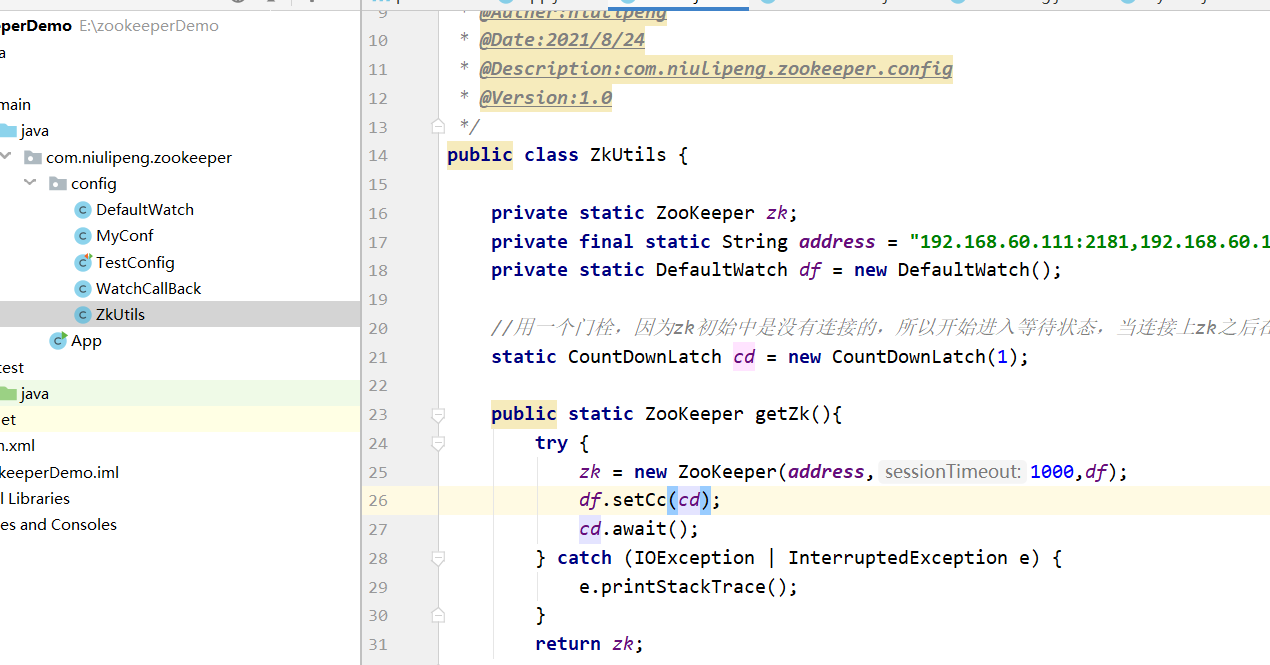 perDemo E:\zookeeperDemo
a
main
java
com.niulipeng.zookeeper
config
DefaultWatch
MyConf
TestConfig
WatchCallBack
ZkUtils
App
test
java
et
n.xml
keeperDemo.iml
l Libraries
es and Consoles
9 * @Auther:niulipeng
10 * @Date:2021/8/24
11 * @Description:com.niulipeng.zookeeper.config
12 * @Version:1.0
13 */
14 public class ZkUtils {
15
16 private static ZooKeeper zk;
17 private final static String address = "192.168.60.111:2181,192.168.60.1
18 private static DefaultWatch df = new DefaultWatch();
19
20 //用一个门栓，因为zk初始中是没有连接的，所以开始进入等待状态，当连接上zk之后在
21 static CountDownLatch cd = new CountDownLatch(1);
22
23 public static ZooKeeper getZk(){
24 try {
25 zk = new ZooKeeper(address, sessionTimeout: 1000,df);
26 df.setCc(cd);
27 cd.await();
28 } catch (IOException | InterruptedException e) {
29 e.printStackTrace();
30 }
31 return zk;